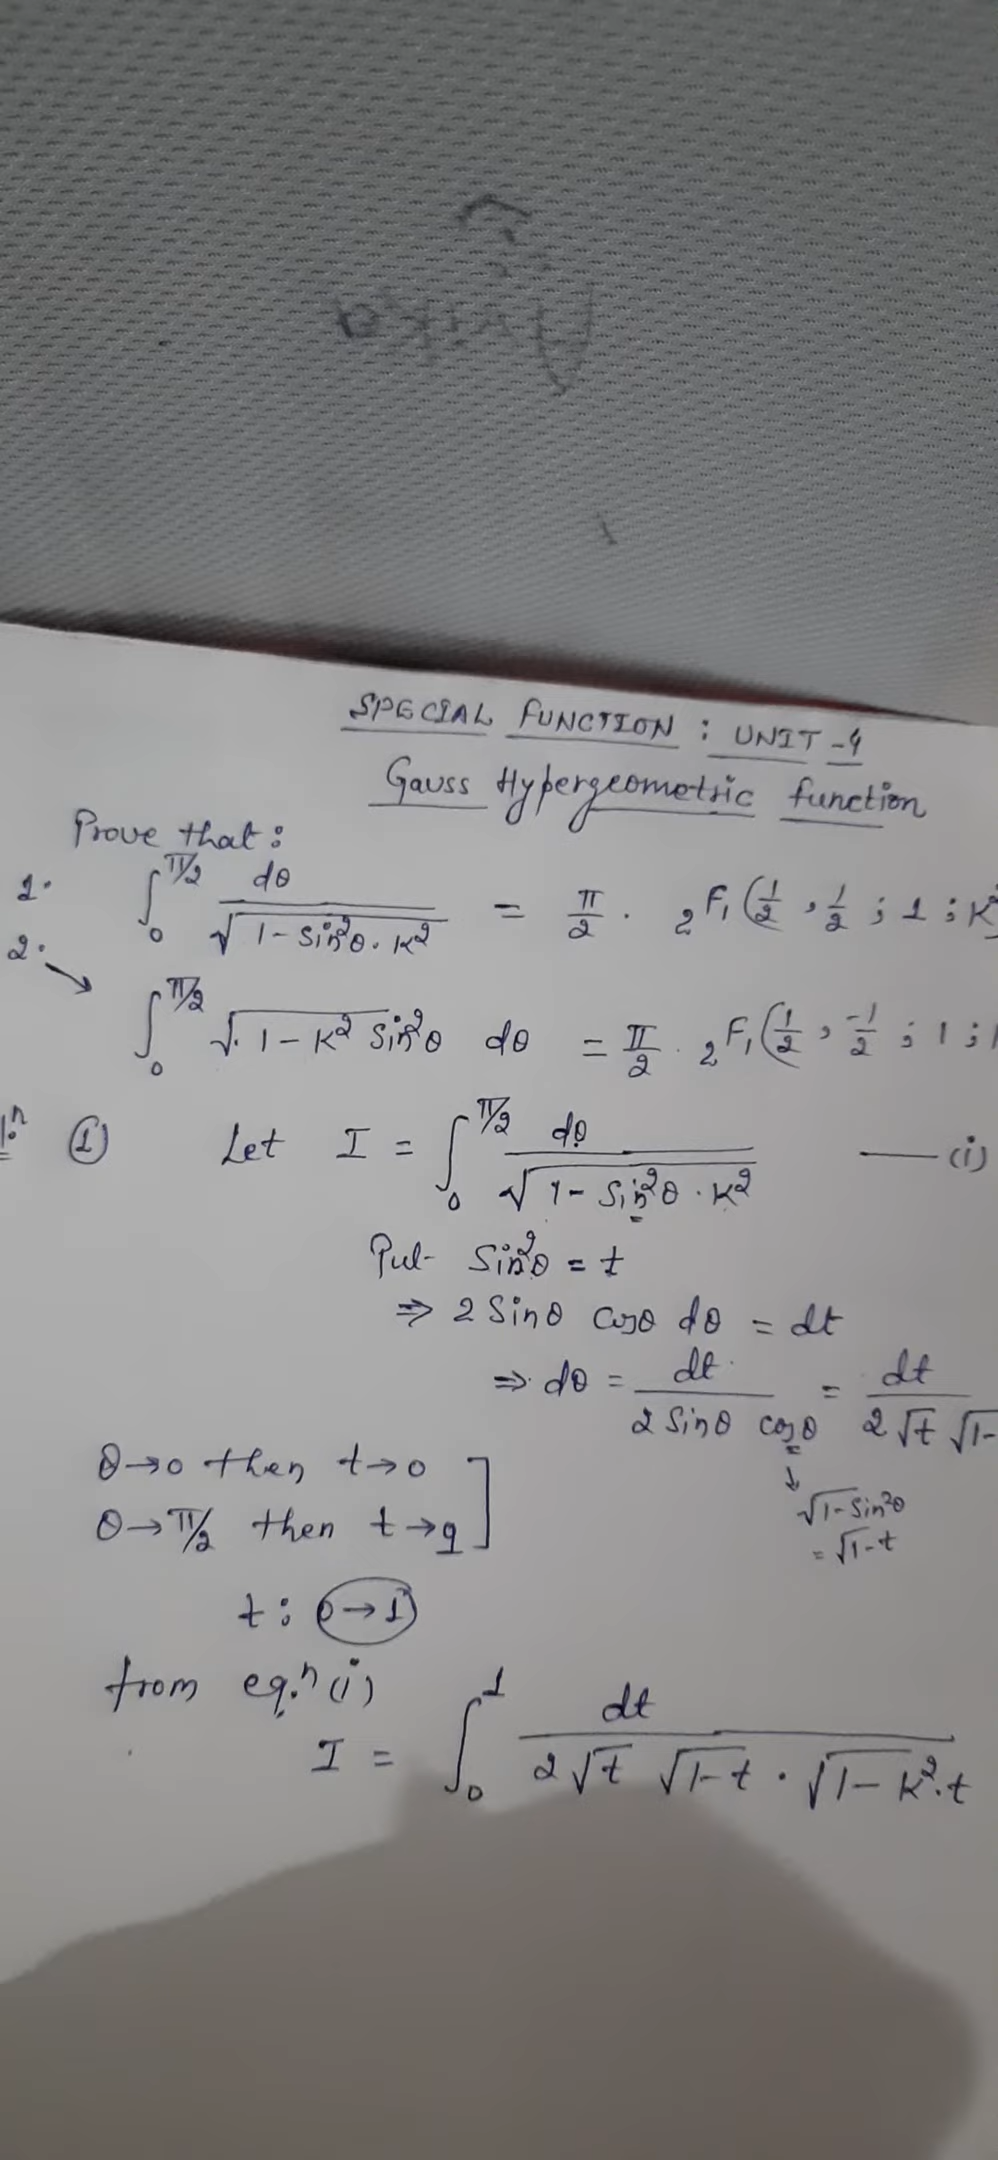 SPECIAL FUNCTION : UNIT-4
Gauss Hypergeometric function
Prove that:
1. ∫₀^π/2 dθ / √(1-Sin²θ.K²) = π/2 . ₂F₁(1/2, 1/2; 1; K²
2. → ∫₀^π/2 √(1-K² Sin²θ) dθ = π/2 . ₂F₁(1/2, -1/2; 1;
① Let I = ∫₀^π/2 dθ / √(1-Sin²θ.K²) —— (i)
Put Sin²θ = t
⇒ 2 Sinθ Cosθ dθ = dt
⇒ dθ = dt / 2 Sinθ cosθ = dt / 2√t √1-
↓
√1-Sin²θ
= √1-t
θ→0 then t→0
θ→π/2 then t→1
t: 0→1
from eq.ⁿ (i)
I = ∫₀^1 dt / 2√t √1-t . √1-K².t